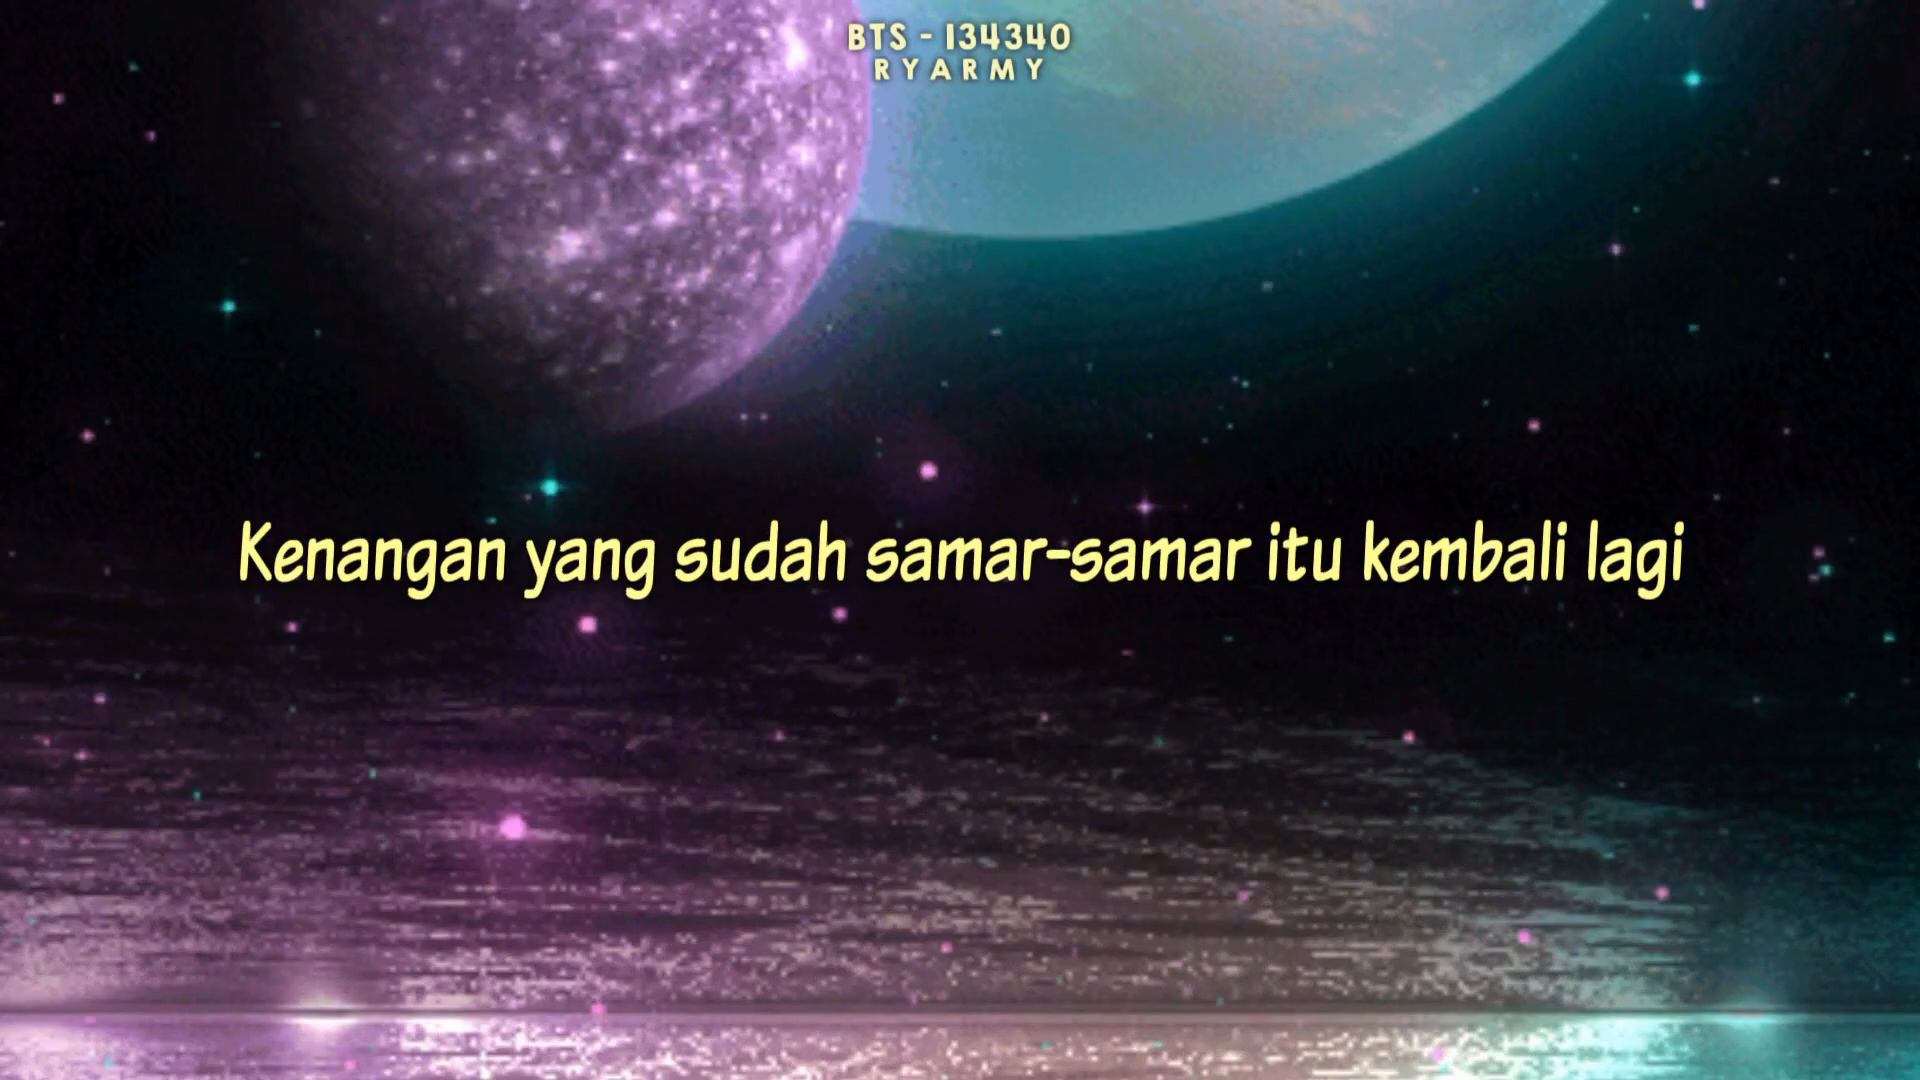 BTS - 134340
RYARMY
Kenangan yang sudah samar-samar itu kembali lagi